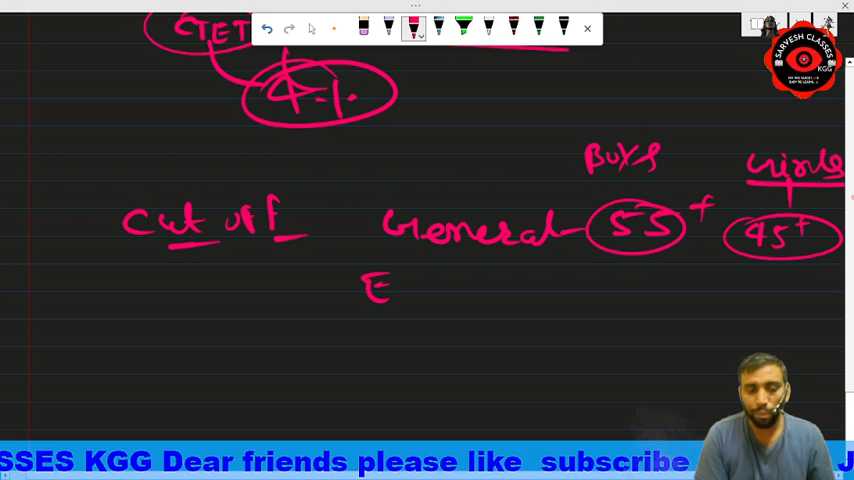 CTET
4%
Boys Girls
Cut off General - 55+ 45+
E
SARVESH CLASSES
KGG
SSES KGG Dear friends please like subscribe J